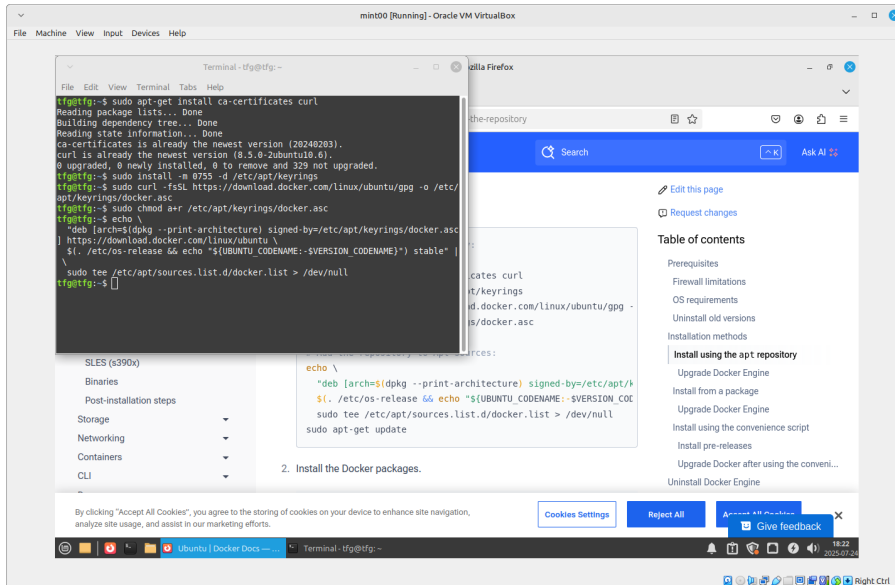 mint00 [Running] - Oracle VM VirtualBox
File Machine View Input Devices Help
Terminal - tfg@tfg: ~
zilla Firefox
File Edit View Terminal Tabs Help
tfg@tfg:~$ sudo apt-get install ca-certificates curl
Reading package lists... Done
Building dependency tree... Done
Reading state information... Done
ca-certificates is already the newest version (20240203).
curl is already the newest version (8.5.0-2ubuntu10.6).
0 upgraded, 0 newly installed, 0 to remove and 329 not upgraded.
tfg@tfg:~$ sudo install -m 0755 -d /etc/apt/keyrings
tfg@tfg:~$ sudo curl -fsSL https://download.docker.com/linux/ubuntu/gpg -o /etc/
apt/keyrings/docker.asc
tfg@tfg:~$ sudo chmod a+r /etc/apt/keyrings/docker.asc
tfg@tfg:~$ echo \
"deb [arch=$(dpkg --print-architecture) signed-by=/etc/apt/keyrings/docker.asc
] https://download.docker.com/linux/ubuntu \
$(. /etc/os-release && echo "${UBUNTU_CODENAME:-$VERSION_CODENAME}") stable" |
\
sudo tee /etc/apt/sources.list.d/docker.list > /dev/null
tfg@tfg:~$
-the-repository
Search
^ K
Ask AI
Edit this page
Request changes
Table of contents
Prerequisites
Firewall limitations
OS requirements
Uninstall old versions
Installation methods
Install using the apt repository
Upgrade Docker Engine
Install from a package
Upgrade Docker Engine
Install using the convenience script
Install pre-releases
Upgrade Docker after using the conveni...
Uninstall Docker Engine
cates curl
t/keyrings
d.docker.com/linux/ubuntu/gpg -
s/docker.asc
echo \
"deb [arch=$(dpkg --print-architecture) signed-by=/etc/apt/k
$(. /etc/os-release && echo "${UBUNTU_CODENAME:-$VERSION_COD
sudo tee /etc/apt/sources.list.d/docker.list > /dev/null
sudo apt-get update
2. Install the Docker packages.
SLES (s390x)
Binaries
Post-installation steps
Storage
Networking
Containers
CLI
By clicking "Accept All Cookies", you agree to the storing of cookies on your device to enhance site navigation,
analyze site usage, and assist in our marketing efforts.
Cookies Settings
Reject All
Accept All Cookies
Give feedback
Ubuntu | Docker Docs — ...
Terminal - tfg@tfg: ~
18:22
2025-07-24
Right Ctrl